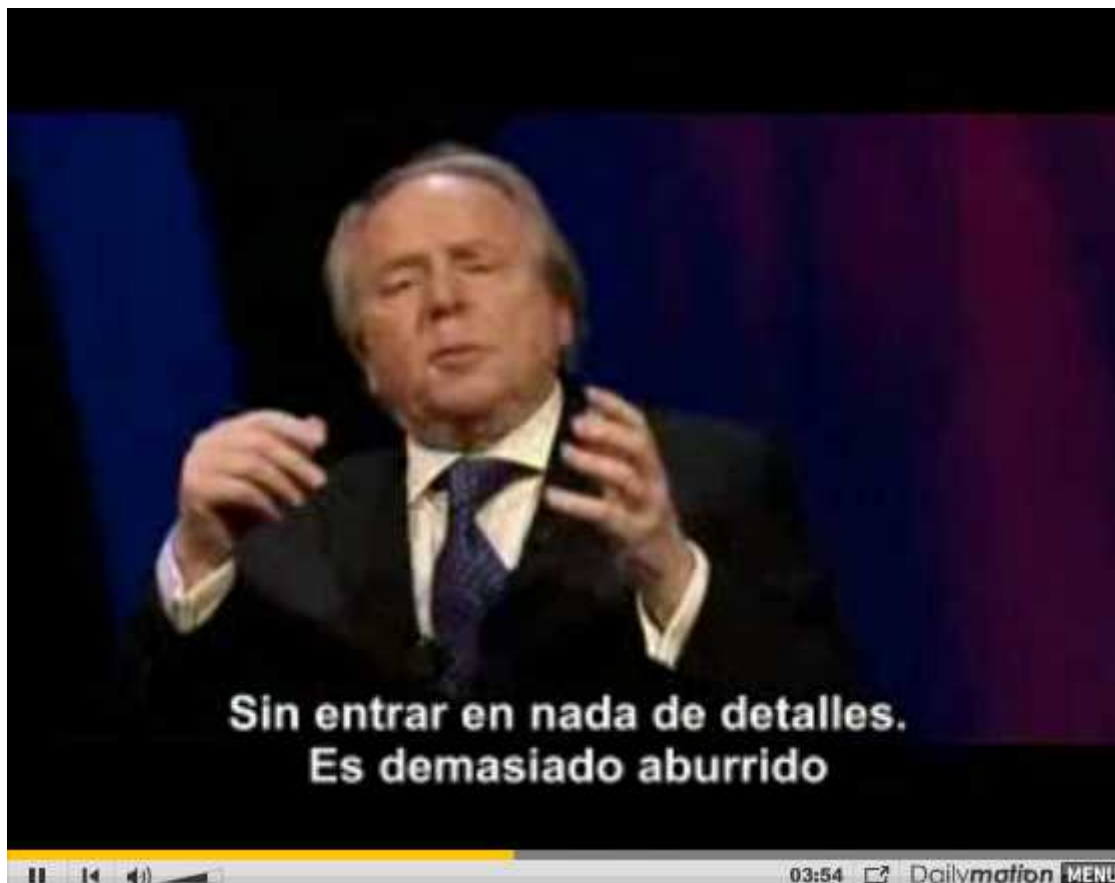 Sin entrar en nada de detalles.
Es demasiado aburrido
03:54 Dailymotion MENU